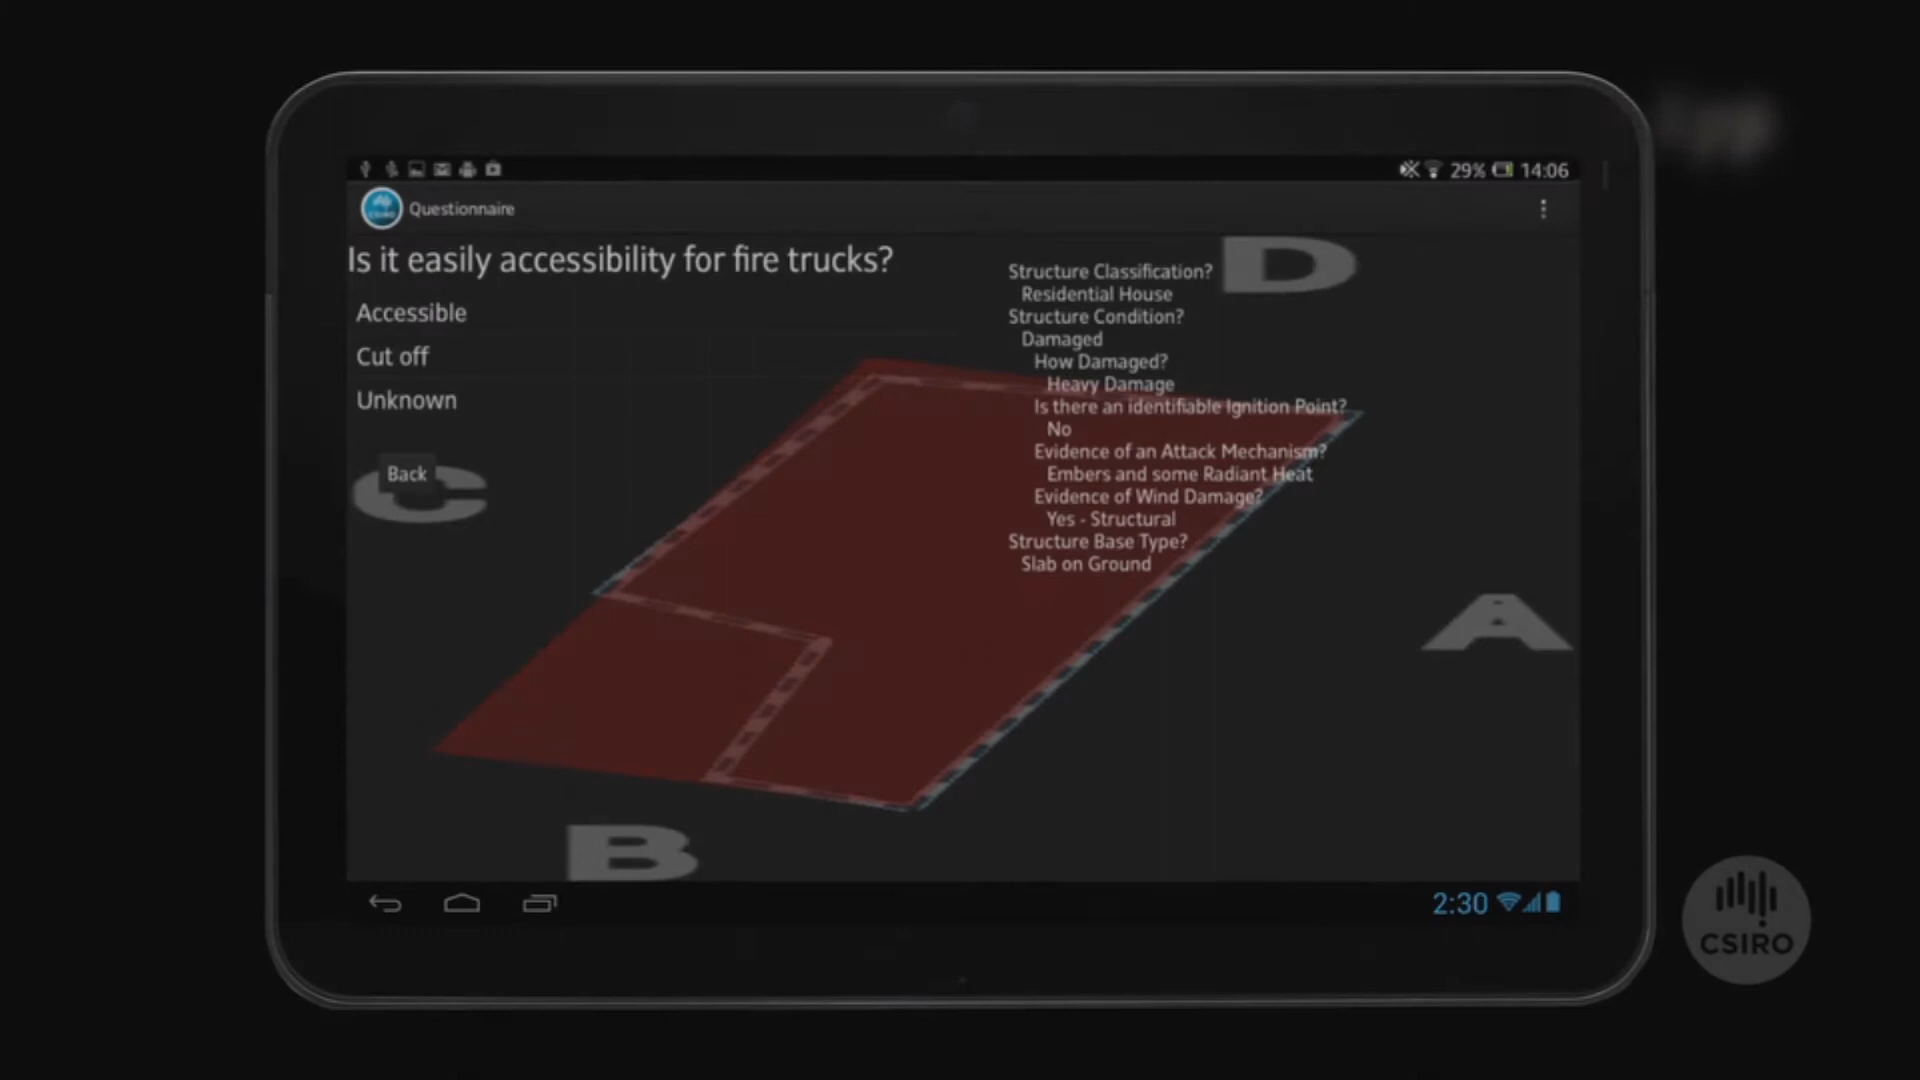 29% 14:06
CSIRO
Questionnaire
Is it easily accessibility for fire trucks?
Accessible
Cut off
Unknown
Back
Structure Classification?
Residential House
Structure Condition?
Damaged
How Damaged?
Heavy Damage
Is there an identifiable Ignition Point?
No
Evidence of an Attack Mechanism?
Embers and some Radiant Heat
Evidence of Wind Damage?
Yes - Structural
Structure Base Type?
Slab on Ground
D
C
A
B
2:30
CSIRO